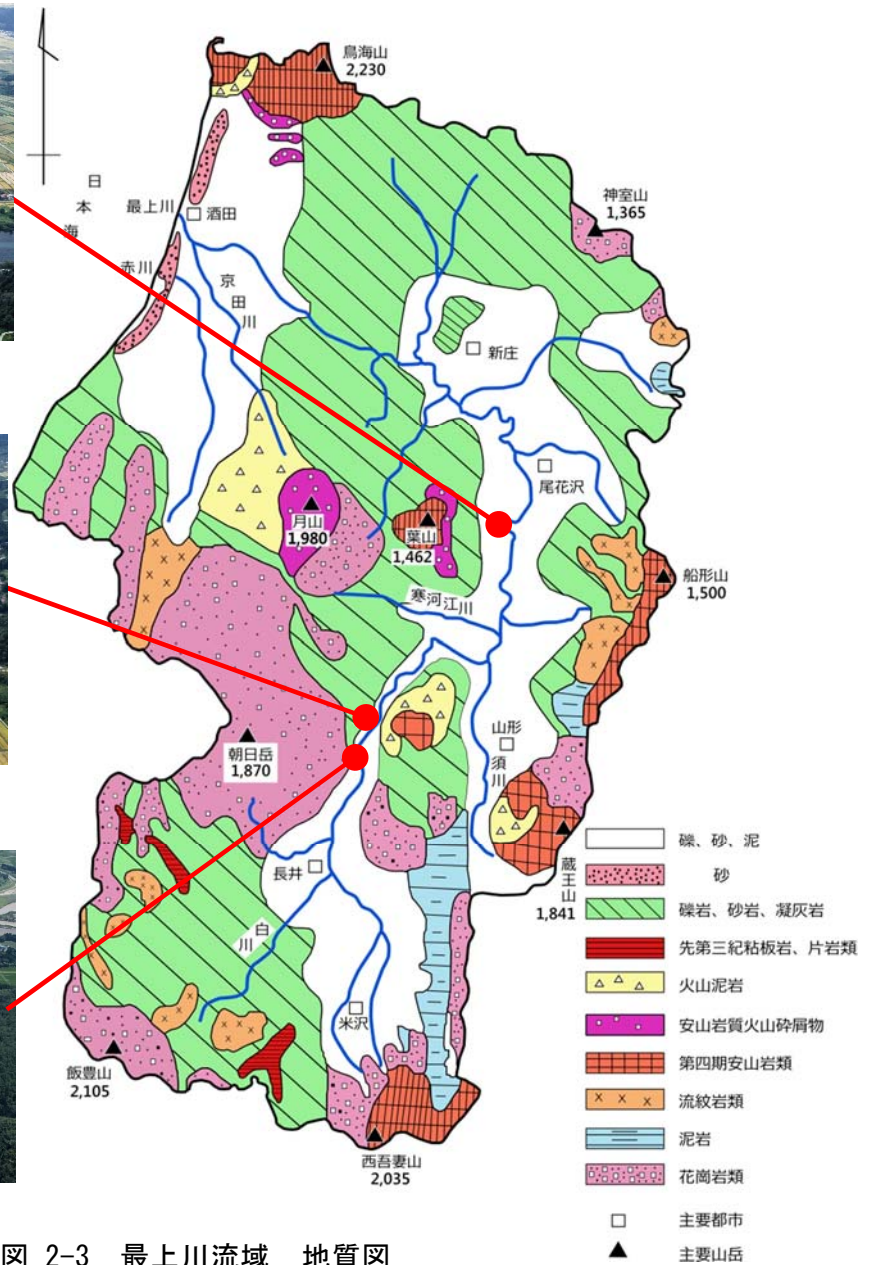 鳥海山
2,230
神室山
1,365
日本海
最上川
酒田
赤川
京田川
新庄
尾花沢
月山
1,980
葉山
1,462
船形山
1,500
寒河江川
山形
須川
朝日岳
1,870
長井
蔵王山
1,841
白川
米沢
飯豊山
2,105
西吾妻山
2,035
礫、砂、泥
砂
礫岩、砂岩、凝灰岩
先第三紀粘板岩、片岩類
火山泥岩
安山岩質火山砕屑物
第四期安山岩類
流紋岩類
泥岩
花崗岩類
主要都市
主要山岳
図 2-3 最上川流域 地質図